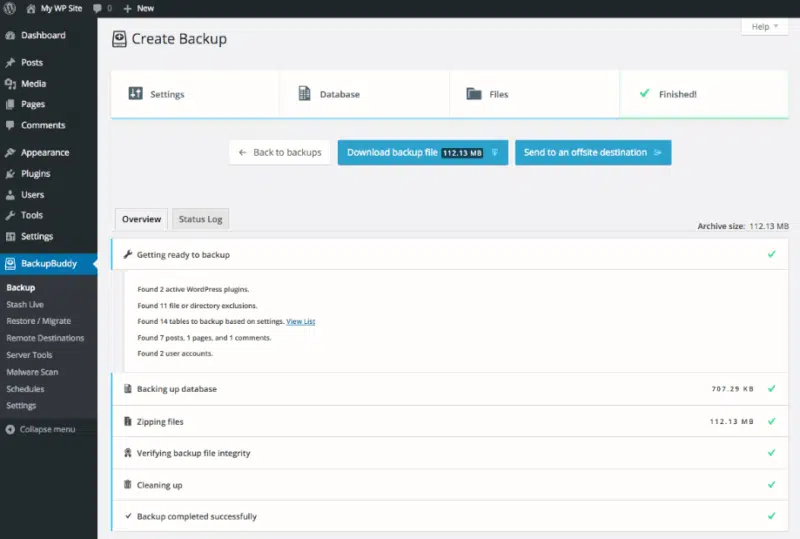 My WP Site 0 + New
Help
Dashboard
Posts
Media
Pages
Comments
Appearance
Plugins
Users
Tools
Settings
BackupBuddy
Backup
Stash Live
Restore / Migrate
Remote Destinations
Server Tools
Malware Scan
Schedules
Settings
Collapse menu
Create Backup
Settings
Database
Files
Finished!
← Back to backups
Download backup file 112.13 MB
Send to an offsite destination
Overview
Status Log
Archive size: 112.13 MB
Getting ready to backup
Found 2 active WordPress plugins.
Found 11 file or directory exclusions.
Found 14 tables to backup based on settings. View List
Found 7 posts, 1 pages, and 1 comments.
Found 2 user accounts.
Backing up database 707.29 KB
Zipping files 112.13 MB
Verifying backup file integrity
Cleaning up
Backup completed successfully